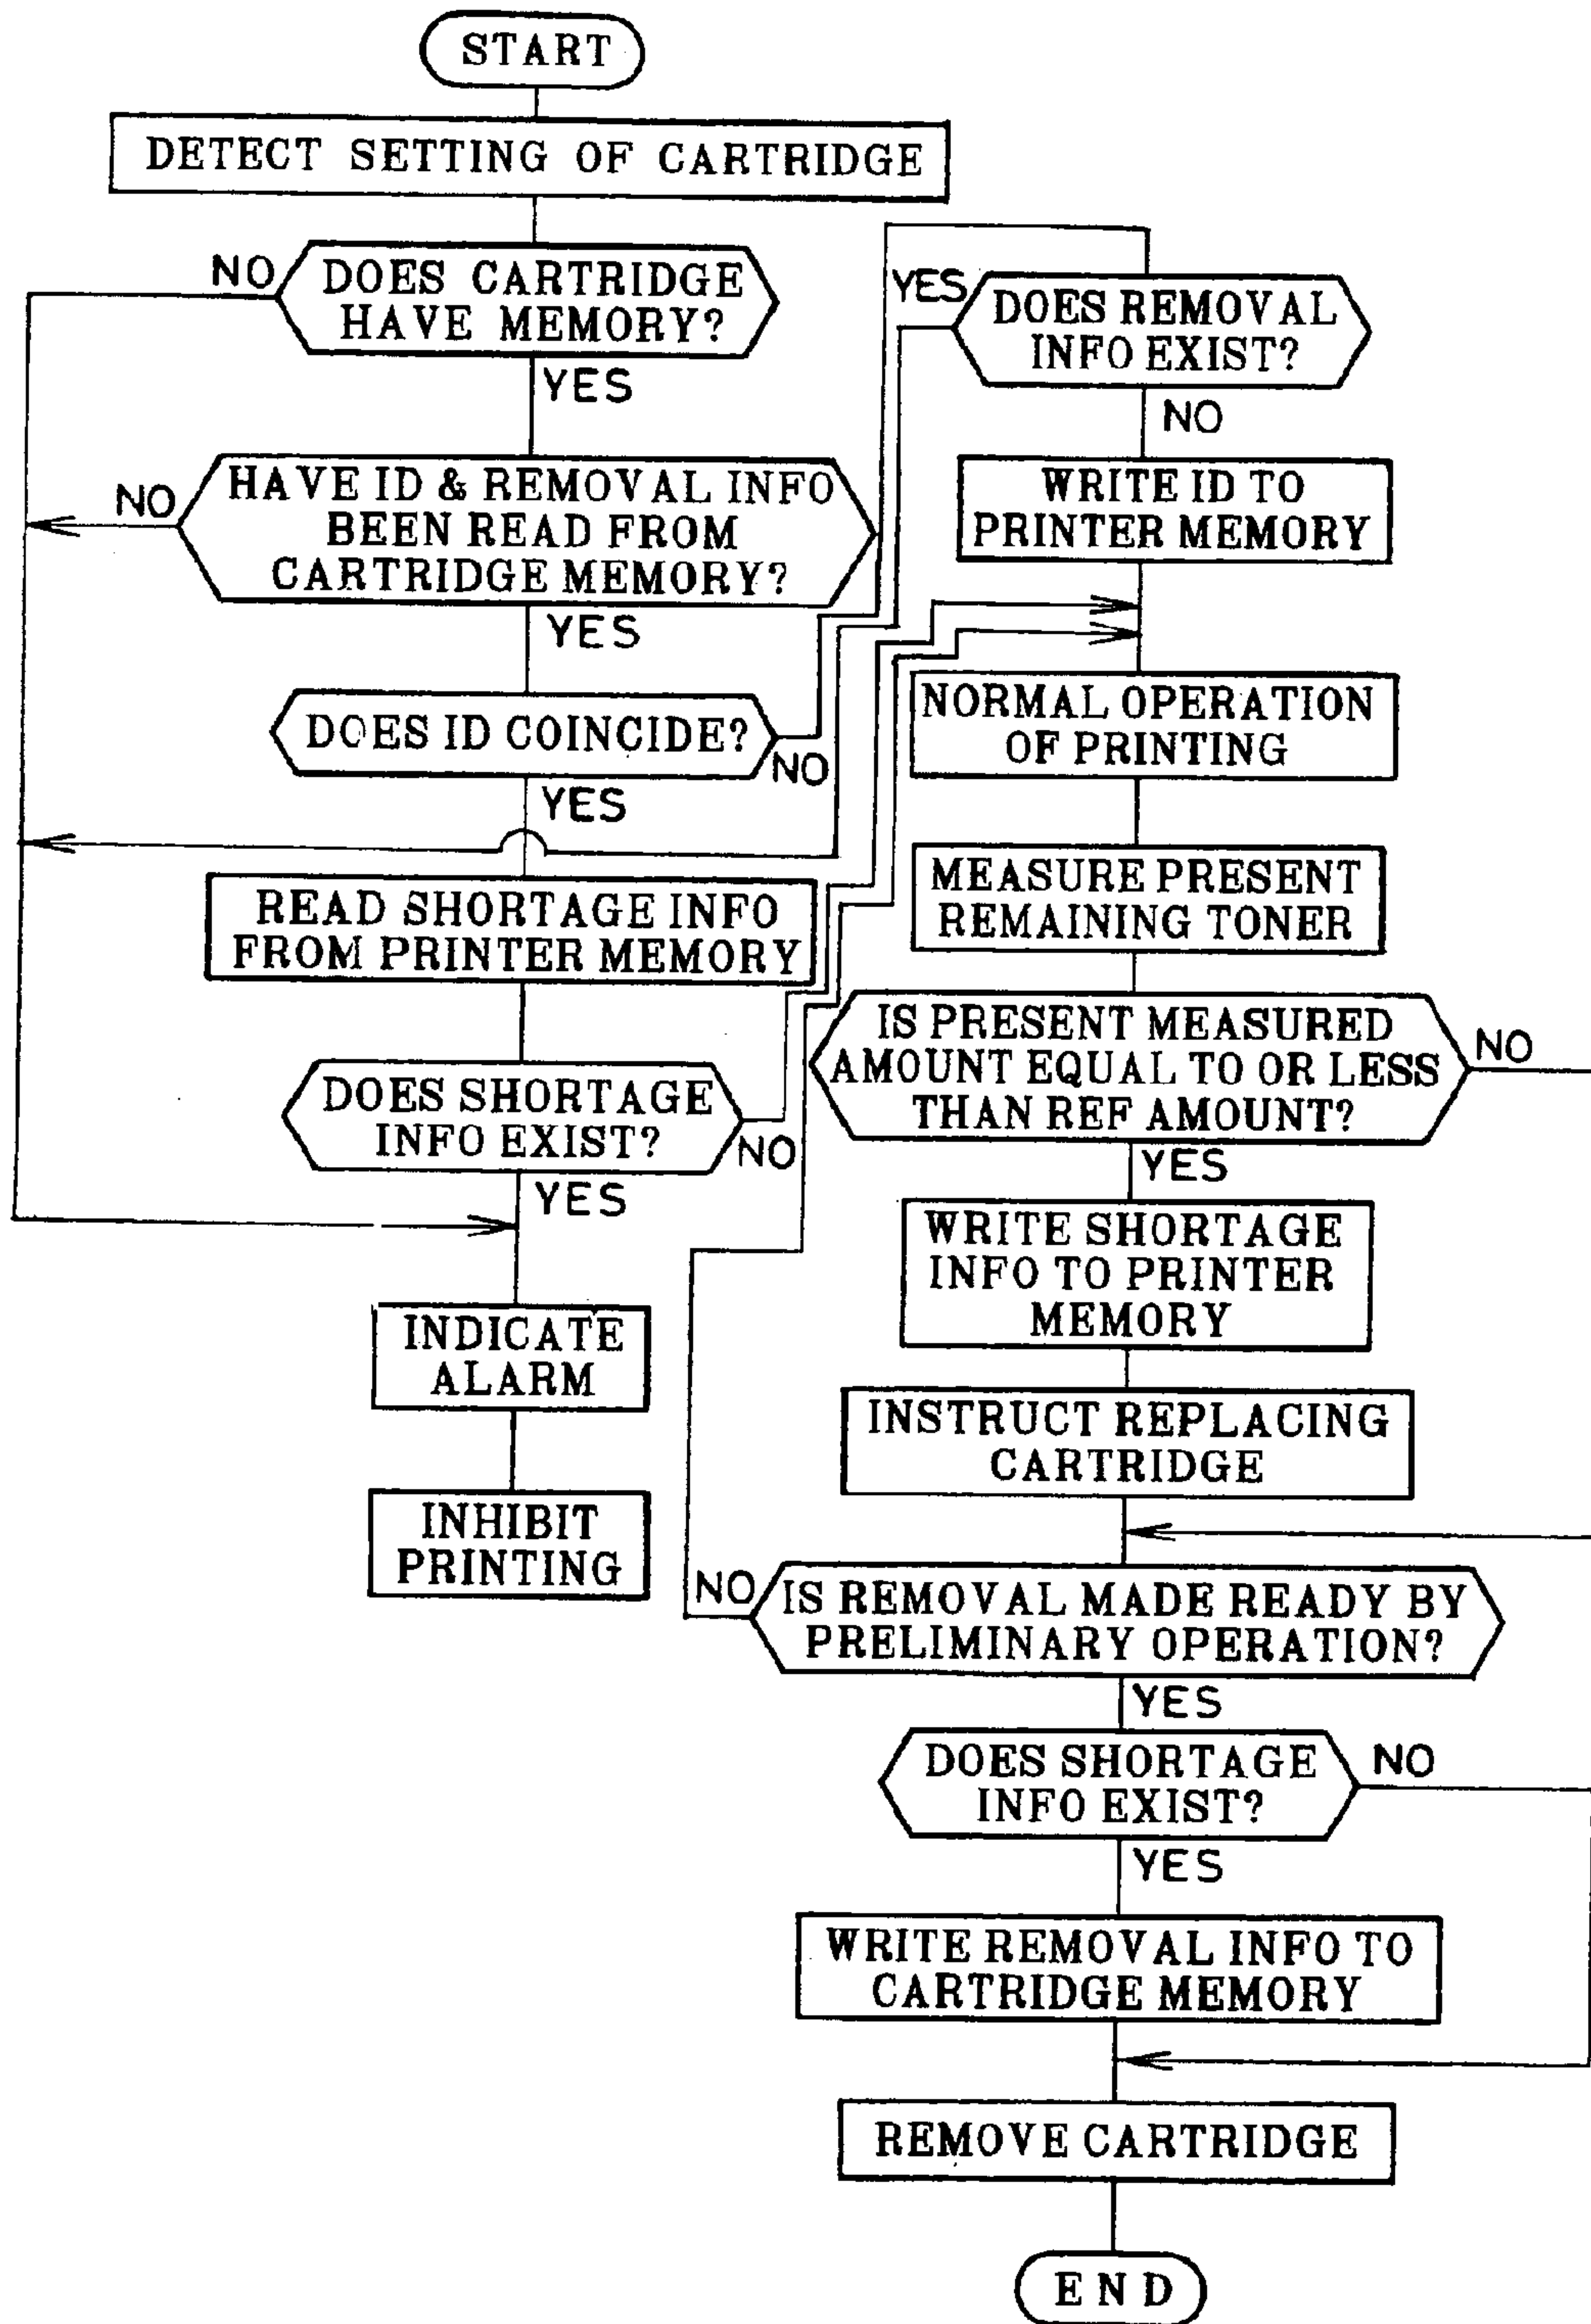 START
DETECT SETTING OF CARTRIDGE
NO
DOES CARTRIDGE
HAVE MEMORY?
YES
NO
HAVE ID & REMOVAL INFO
BEEN READ FROM
CARTRIDGE MEMORY?
YES
DOES ID COINCIDE?
NO
YES
READ SHORTAGE INFO
FROM PRINTER MEMORY
DOES SHORTAGE
INFO EXIST?
NO
YES
INDICATE
ALARM
INHIBIT
PRINTING
YES
DOES REMOVAL
INFO EXIST?
NO
WRITE ID TO
PRINTER MEMORY
NORMAL OPERATION
OF PRINTING
MEASURE PRESENT
REMAINING TONER
IS PRESENT MEASURED
AMOUNT EQUAL TO OR LESS
THAN REF AMOUNT?
NO
YES
WRITE SHORTAGE
INFO TO PRINTER
MEMORY
INSTRUCT REPLACING
CARTRIDGE
NO
IS REMOVAL MADE READY BY
PRELIMINARY OPERATION?
YES
DOES SHORTAGE
INFO EXIST?
NO
YES
WRITE REMOVAL INFO TO
CARTRIDGE MEMORY
REMOVE CARTRIDGE
END